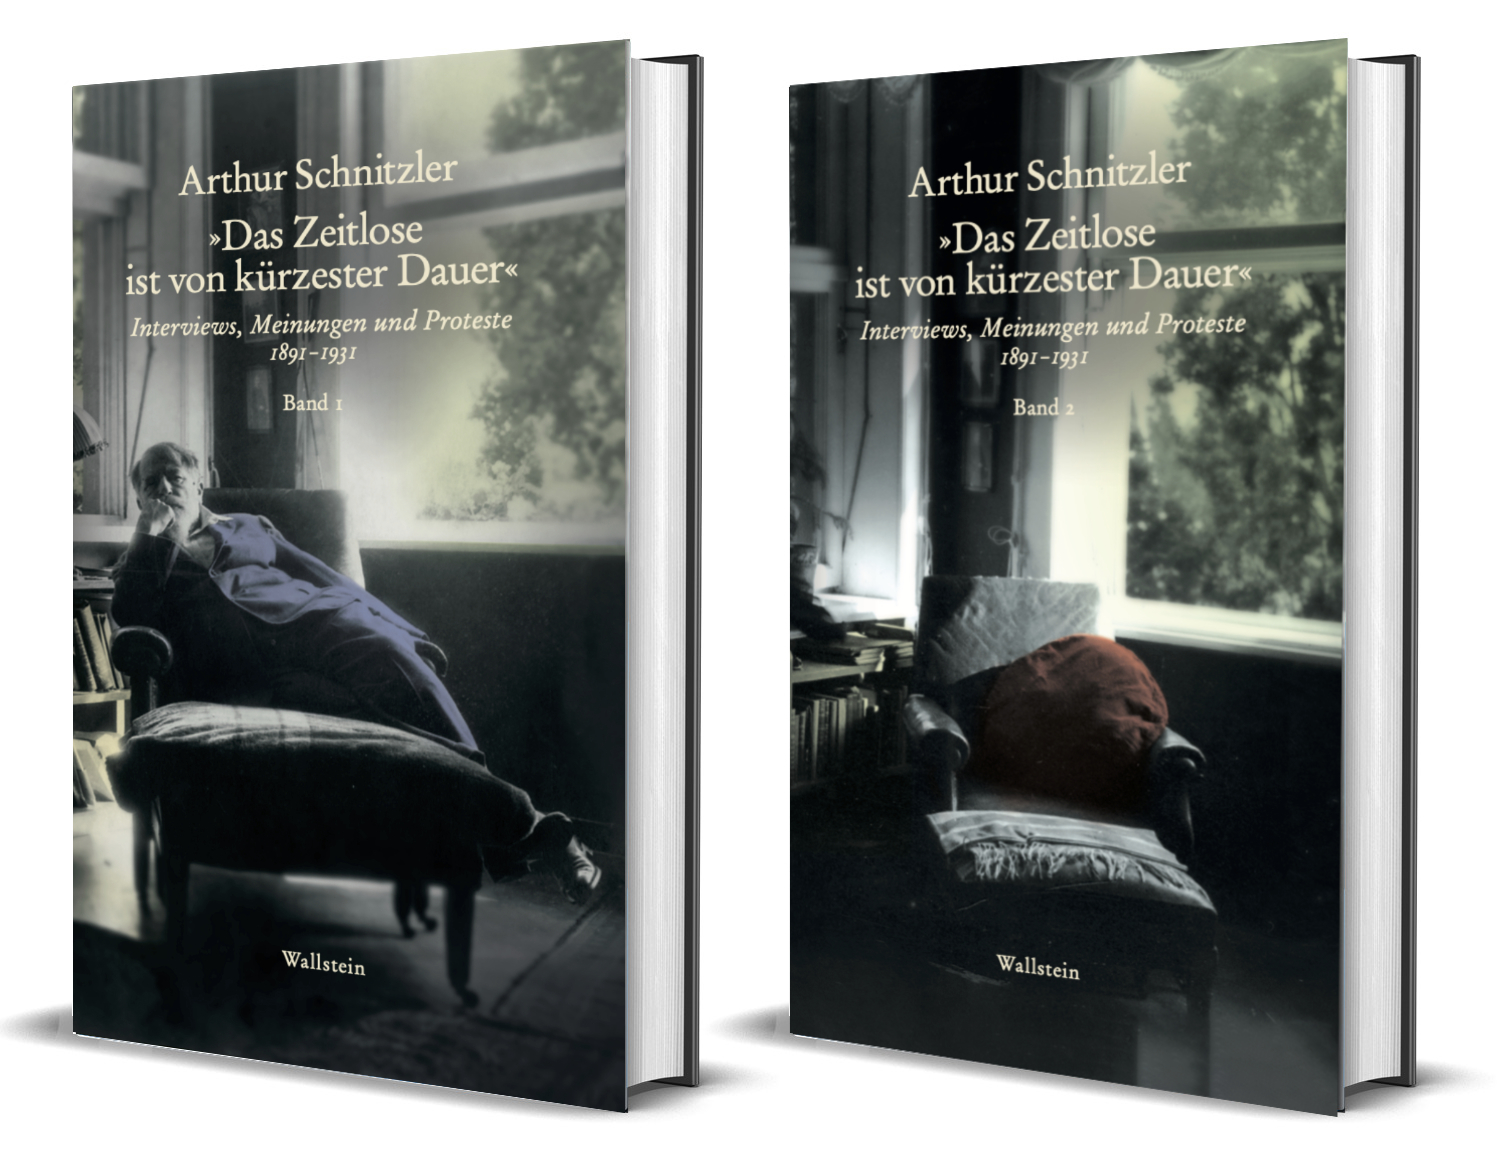 Arthur Schnitzler
»Das Zeitlose
ist von kürzester Dauer«
Interviews, Meinungen und Proteste
1891–1931
Band 1
Wallstein
Arthur Schnitzler
»Das Zeitlose
ist von kürzester Dauer«
Interviews, Meinungen und Proteste
1891–1931
Band 2
Wallstein